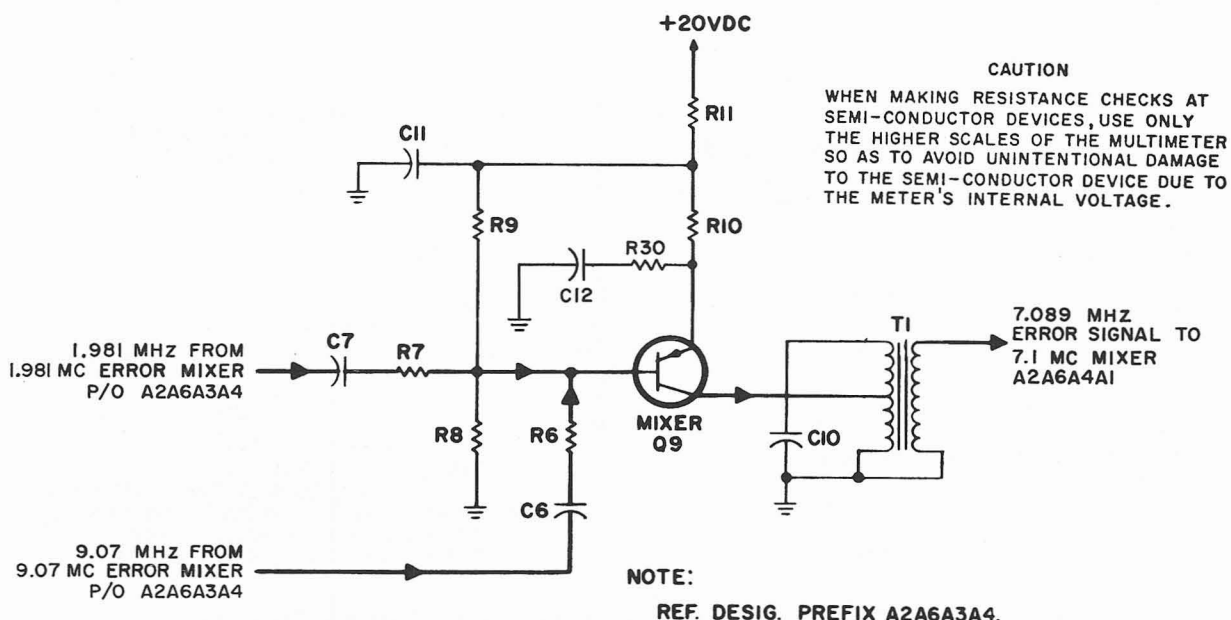 +20VDC
CAUTION
WHEN MAKING RESISTANCE CHECKS AT
SEMI-CONDUCTOR DEVICES, USE ONLY
THE HIGHER SCALES OF THE MULTIMETER
SO AS TO AVOID UNINTENTIONAL DAMAGE
TO THE SEMI-CONDUCTOR DEVICE DUE TO
THE METER'S INTERNAL VOLTAGE.
R11
C11
R9
R10
R30
C12
1.981 MHz FROM
1.981 MC ERROR MIXER
P/O A2A6A3A4
C7
R7
T1
7.089 MHz
ERROR SIGNAL TO
7.1 MC MIXER
A2A6A4A1
R8
R6
MIXER
Q9
C10
C6
9.07 MHz FROM
9.07 MC ERROR MIXER
P/O A2A6A3A4
NOTE:
REF. DESIG. PREFIX A2A6A3A4.